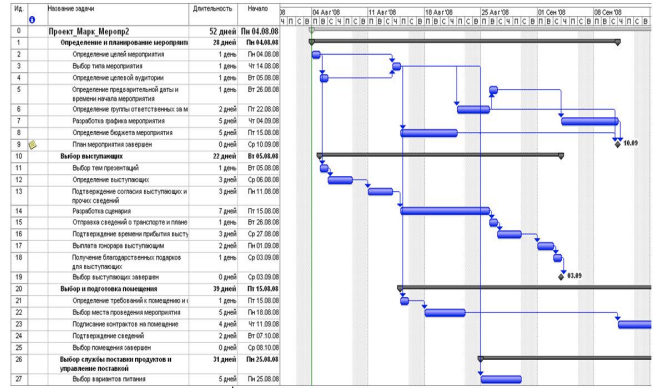 Ид. Название задачи Длительность Начало 8 04 Авг '08 11 Авг '08 18 Авг '08 25 Авг '08 01 Сен '08 08 Сен '08
Ч П С В П В С Ч П С В П В С Ч П С В П В С Ч П С В П В С Ч П С В П В С Ч П С В П В С Ч П С В
0 Проект_Марк_Меропр2 52 дней Пн 04.08.08
1 Определение и планирование мероприяти 28 дней Пн 04.08.08
2 Определение целей мероприятия 1 день Пн 04.08.08
3 Выбор типа мероприятия 1 день Чт 14.08.08
4 Определение целевой аудитории 1 день Вт 05.08.08
5 Определение предварительной даты и 1 день Вт 26.08.08
времени начала мероприятия
6 Определение группы ответственных за м 2 дней Пт 22.08.08
7 Разработка графика мероприятия 5 дней Чт 04.09.08
8 Определение бюджета мероприятия 5 дней Пт 15.08.08
9 План мероприятия завершен 0 дней Ср 10.09.08 10.09
10 Выбор выступающих 22 дней Вт 05.08.08
11 Выбор тем презентаций 1 день Вт 05.08.08
12 Определение выступающих 3 дней Ср 06.08.08
13 Подтверждение согласия выступающих и 3 дней Пн 11.08.08
прочих сведений
14 Разработка сценария 7 дней Пт 15.08.08
15 Отправка сведений о транспорте и плане 1 день Вт 26.08.08
16 Подтверждение времени прибытия высту 3 дней Ср 27.08.08
17 Выплата гонорара выступающим 2 дней Пн 01.09.08
18 Получение благодарственных подарков 1 день Ср 03.09.08
для выступающих
19 Выбор выступающих завершен 0 дней Ср 03.09.08 03.09
20 Выбор и подготовка помещения 39 дней Пт 15.08.08
21 Определение требований к помещению и 1 день Пт 15.08.08
22 Выбор места проведения мероприятия 5 дней Пн 18.08.08
23 Подписание контрактов на помещение 4 дней Чт 11.09.08
24 Подтверждение сведений 2 дней Вт 07.10.08
25 Выбор помещения завершен 0 дней Ср 08.10.08
26 Выбор службы поставки продуктов и 31 дней Пн 25.08.08
управление поставкой
27 Выбор вариантов питания 5 дней Пн 25.08.08